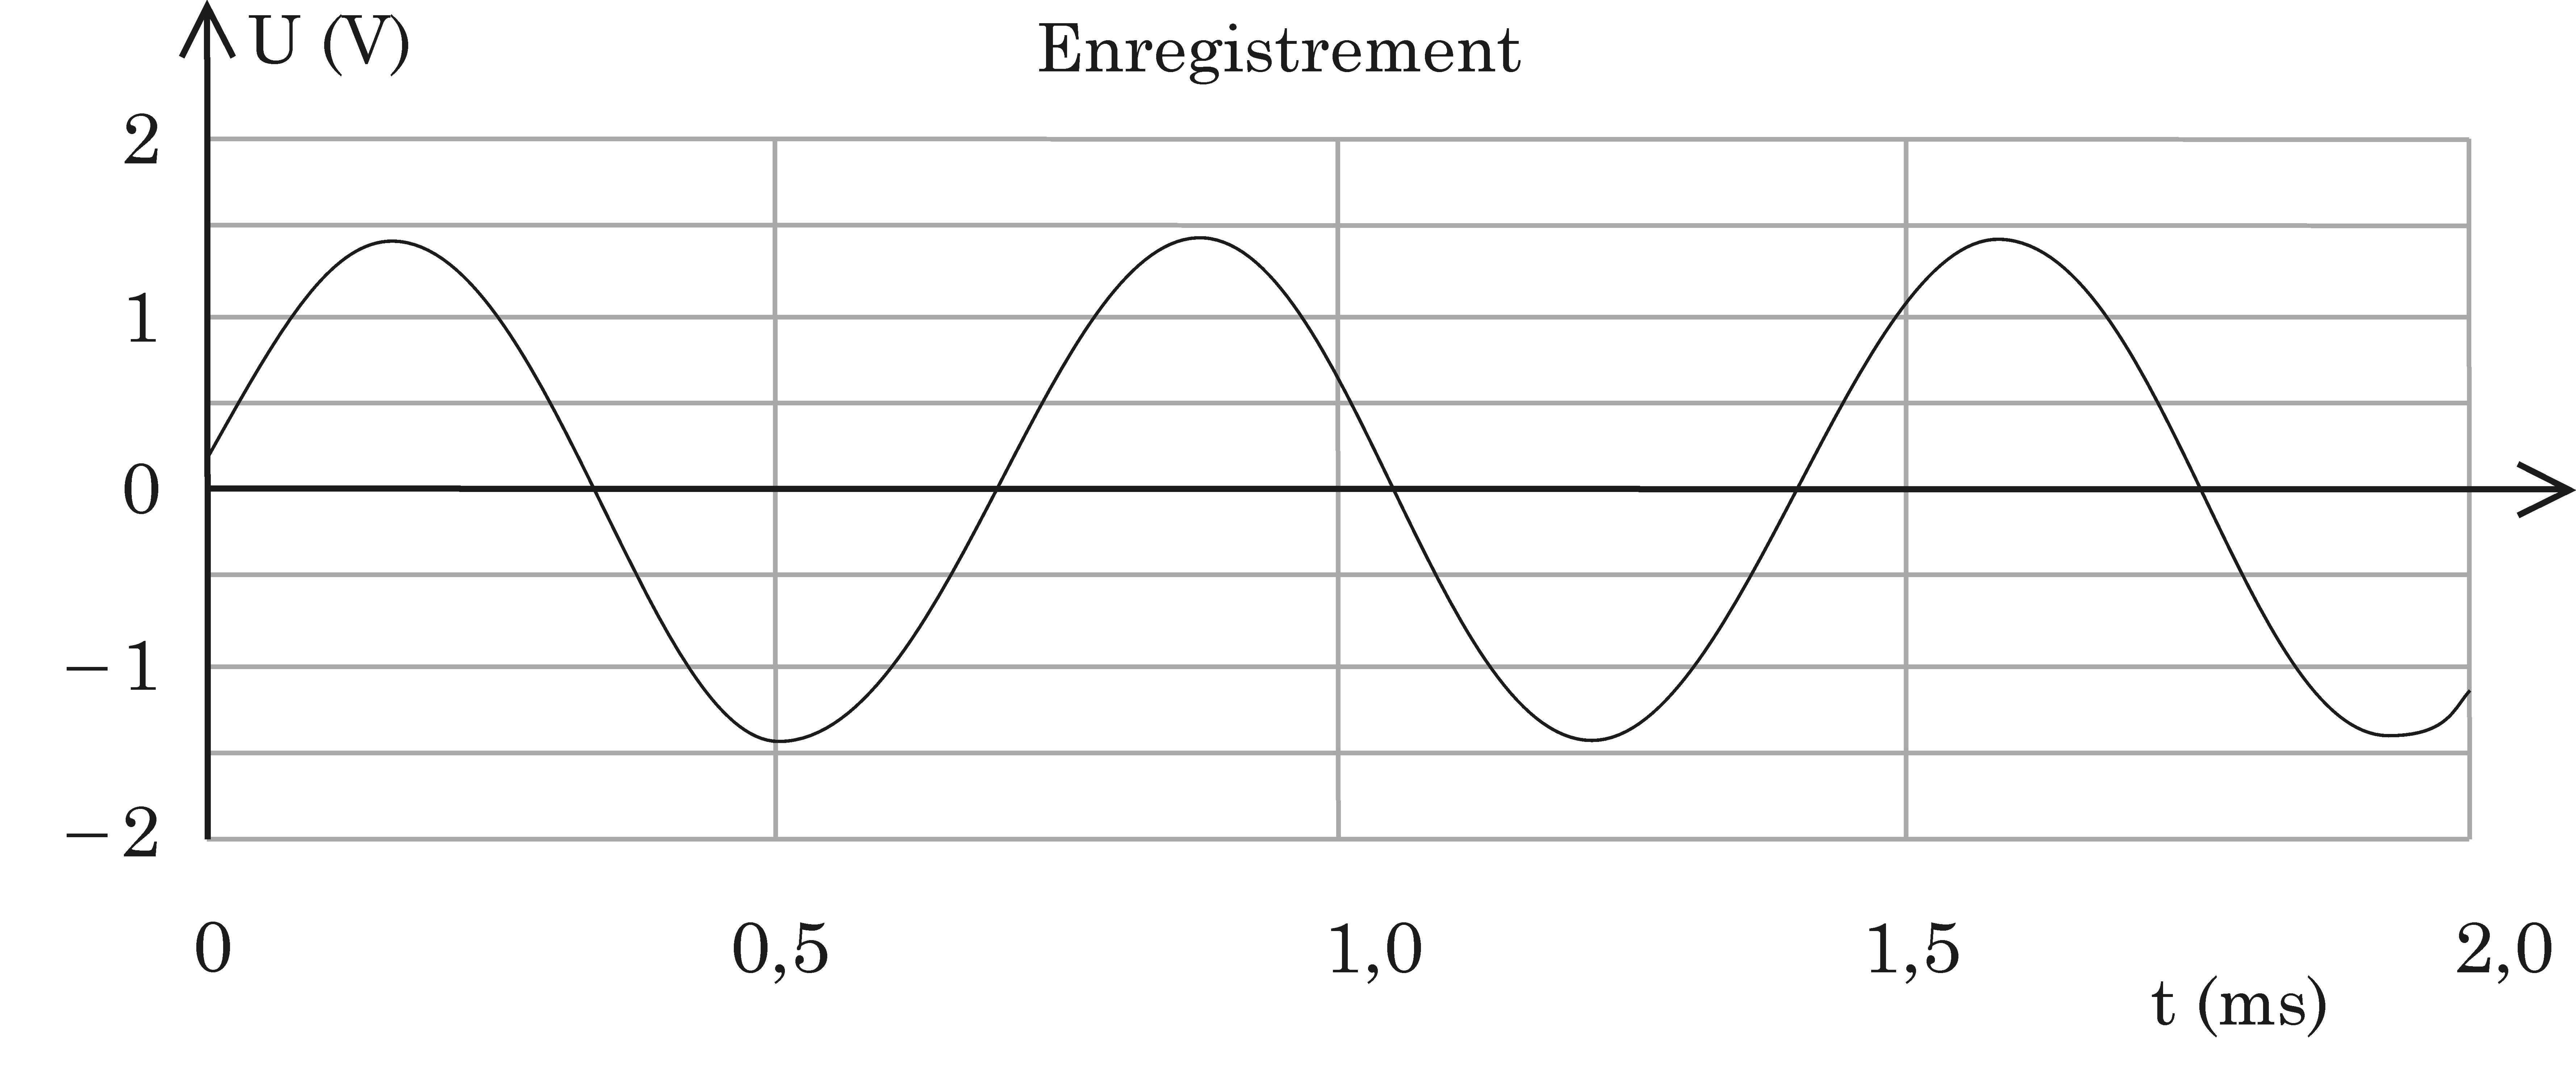 U (V)
Enregistrement
2
1
0
−1
−2
0 0,5 1,0 1,5 2,0
t (ms)